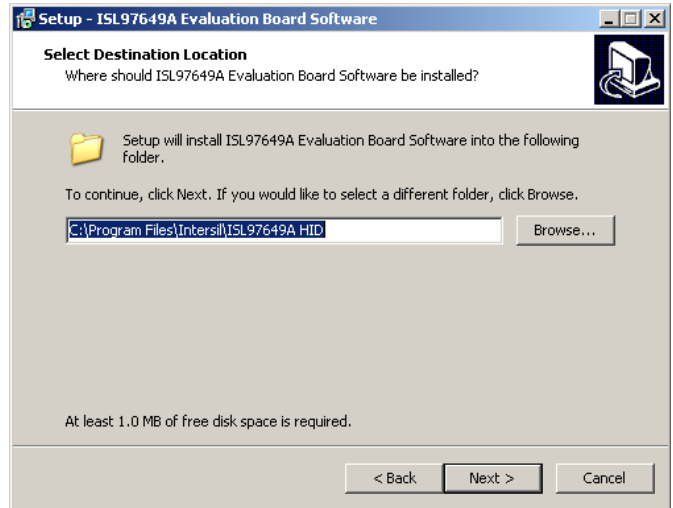 Setup - ISL97649A Evaluation Board Software
Select Destination Location
Where should ISL97649A Evaluation Board Software be installed?
Setup will install ISL97649A Evaluation Board Software into the following
folder.
To continue, click Next. If you would like to select a different folder, click Browse.
C:\Program Files\Intersil\ISL97649A HID
Browse...
At least 1.0 MB of free disk space is required.
< Back
Next >
Cancel